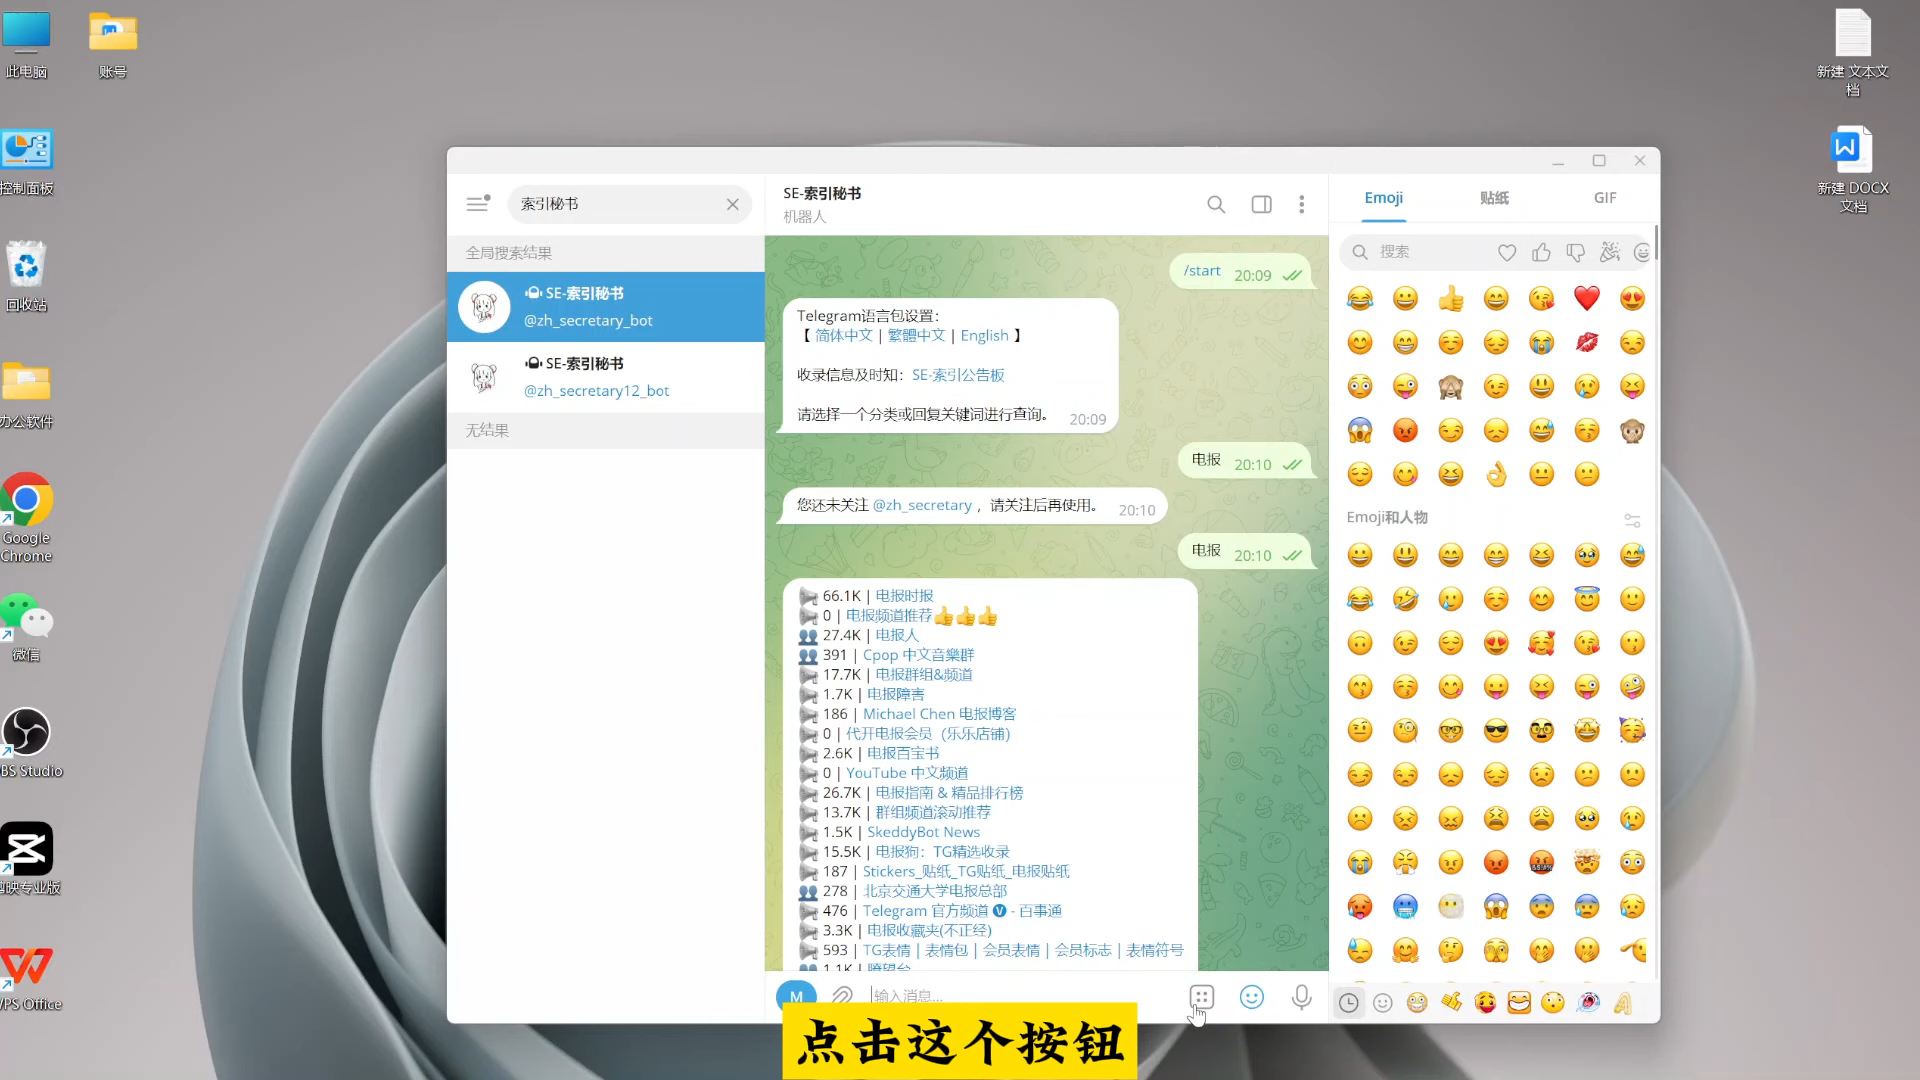 此电脑
账号
控制面板
回收站
办公软件
Google
Chrome
微信
BS Studio
剪映专业版
WPS Office
新建 文本文
档
新建 DOCX
文档
索引秘书
全局搜索结果
SE-索引秘书
@zh_secretary_bot
SE-索引秘书
@zh_secretary12_bot
无结果
SE-索引秘书
机器人
/start 20:09
Telegram语言包设置：
【 简体中文 | 繁體中文 | English 】
收录信息及时知：SE-索引公告板
请选择一个分类或回复关键词进行查询。 20:09
电报 20:10
您还未关注 @zh_secretary ，请关注后再使用。 20:10
电报 20:10
66.1K | 电报时报
0 | 电报频道推荐👍👍👍
27.4K | 电报人
391 | Cpop 中文音樂群
17.7K | 电报群组&频道
1.7K | 电报障害
186 | Michael Chen 电报博客
0 | 代开电报会员（乐乐店铺）
2.6K | 电报百宝书
0 | YouTube 中文频道
26.7K | 电报指南 & 精品排行榜
13.7K | 群组频道滚动推荐
1.5K | SkeddyBot News
15.5K | 电报狗：TG精选收录
187 | Stickers_贴纸_TG贴纸_电报贴纸
278 | 北京交通大学电报总部
476 | Telegram 官方频道 V - 百事通
3.3K | 电报收藏夹(不正经)
593 | TG表情 | 表情包 | 会员表情 | 会员标志 | 表情符号
1.1K | 瞭望台
M
输入消息...
Emoji
贴纸
GIF
搜索
Emoji和人物
点击这个按钮